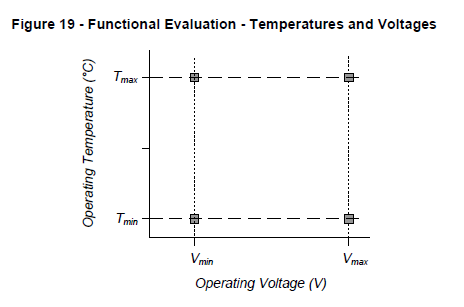 Figure 19 - Functional Evaluation - Temperatures and Voltages
Operating Temperature (°C)
Tmax
Tmin
Vmin
Vmax
Operating Voltage (V)